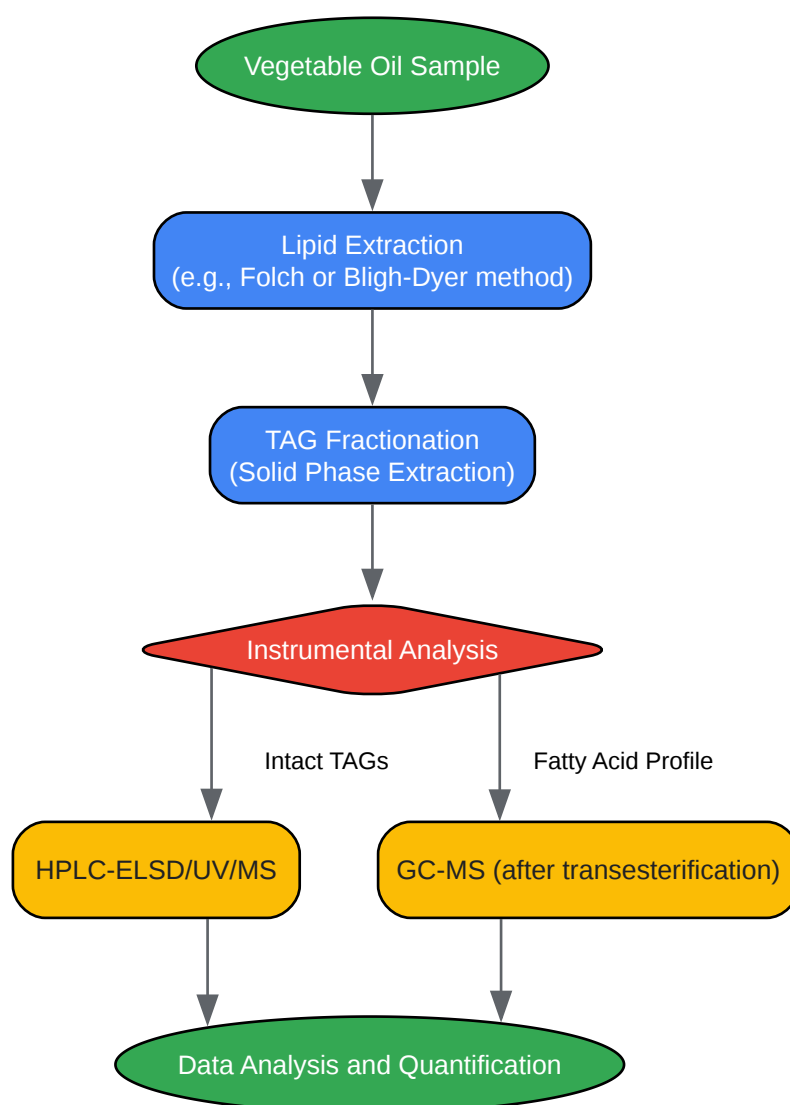 Vegetable Oil Sample
Lipid Extraction
(e.g., Folch or Bligh-Dyer method)
TAG Fractionation
(Solid Phase Extraction)
Instrumental Analysis
Intact TAGs
Fatty Acid Profile
HPLC-ELSD/UV/MS
GC-MS (after transesterification)
Data Analysis and Quantification